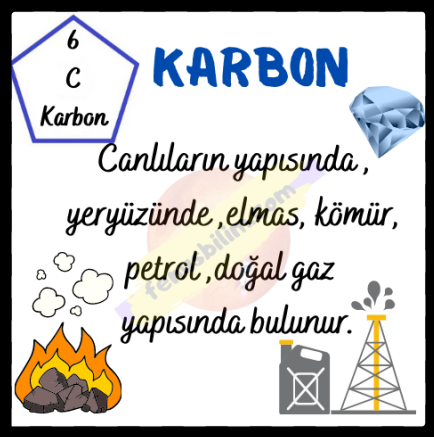 6
C
Karbon
KARBON
Canlıların yapısında,
yeryüzünde,elmas, kömür,
petrol,doğal gaz
yapısında bulunur.